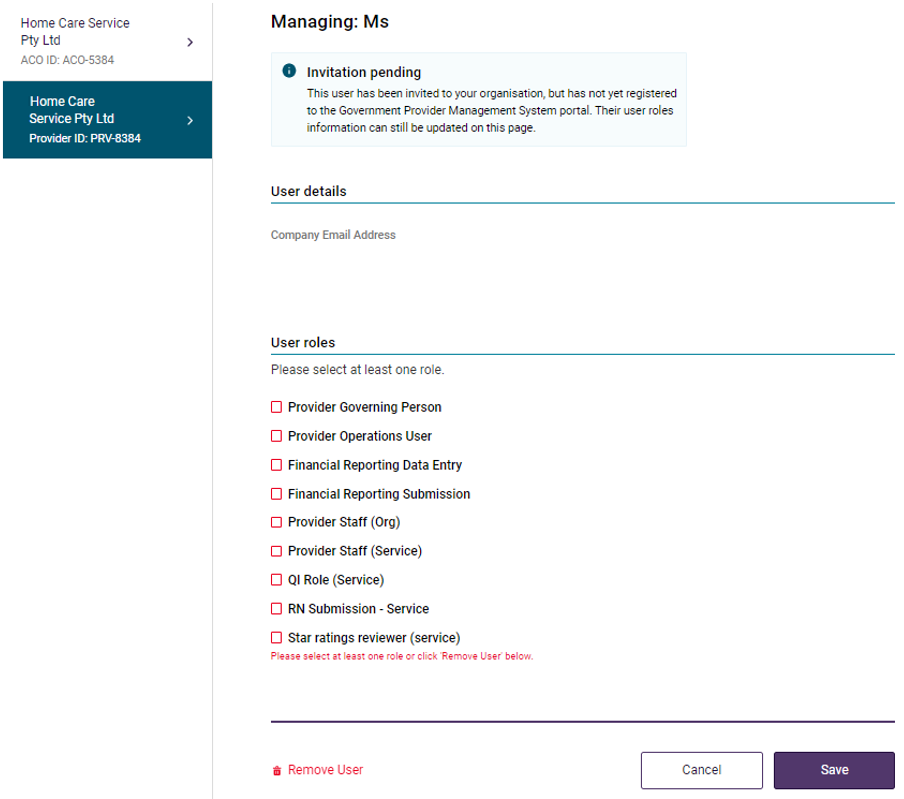 Home Care Service
Pty Ltd
ACO ID: ACO-5384
Home Care
Service Pty Ltd
Provider ID: PRV-8384
Managing: Ms
Invitation pending
This user has been invited to your organisation, but has not yet registered
to the Government Provider Management System portal. Their user roles
information can still be updated on this page.
User details
Company Email Address
User roles
Please select at least one role.
Provider Governing Person
Provider Operations User
Financial Reporting Data Entry
Financial Reporting Submission
Provider Staff (Org)
Provider Staff (Service)
QI Role (Service)
RN Submission - Service
Star ratings reviewer (service)
Please select at least one role or click 'Remove User' below.
Remove User
Cancel
Save